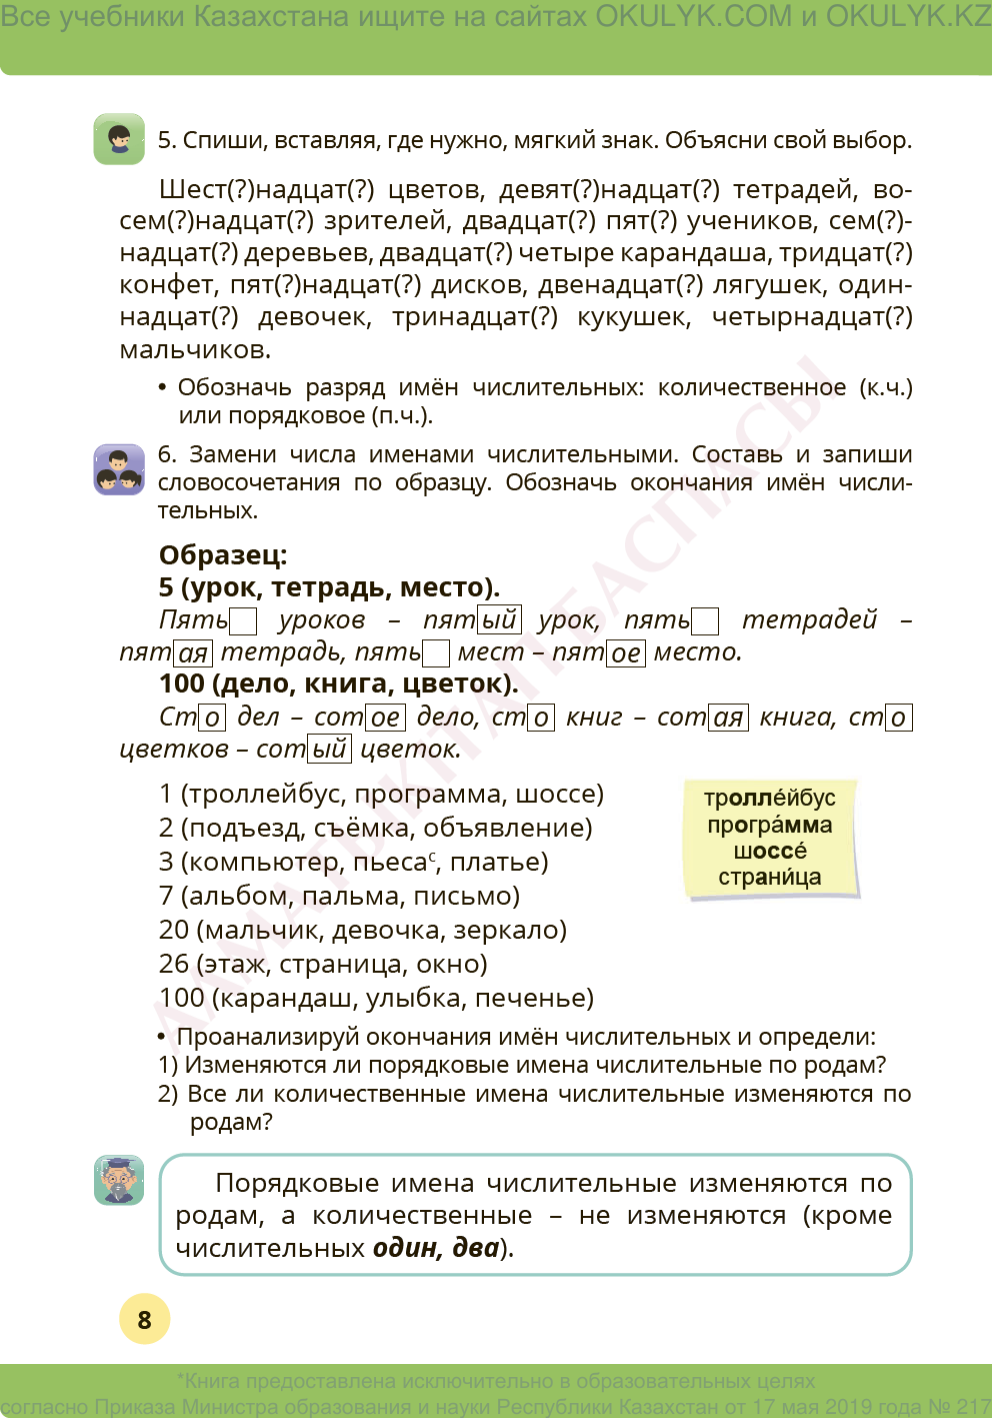 Все учебники Казахстана ищите на сайтах OKULYK.COM и OKULYK.KZ
5. Спиши, вставляя, где нужно, мягкий знак. Объясни свой выбор.
Шест(?)надцат(?) цветов, девят(?)надцат(?) тетрадей, во-
сем(?)надцат(?) зрителей, двадцат(?) пят(?) учеников, сем(?)-
надцат(?) деревьев, двадцат(?) четыре карандаша, тридцат(?)
конфет, пят(?)надцат(?) дисков, двенадцат(?) лягушек, один-
надцат(?) девочек, тринадцат(?) кукушек, четырнадцат(?)
мальчиков.
• Обозначь разряд имён числительных: количественное (к.ч.)
или порядковое (п.ч.).
6. Замени числа именами числительными. Составь и запиши
словосочетания по образцу. Обозначь окончания имён числи-
тельных.
Образец:
5 (урок, тетрадь, место).
Пять уроков – пятый урок, пять тетрадей –
пятая тетрадь, пять мест – пятое место.
100 (дело, книга, цветок).
Сто дел – сотое дело, сто книг – сотая книга, сто
цветков – сотый цветок.
1 (троллейбус, программа, шоссе)
2 (подъезд, съёмка, объявление)
3 (компьютер, пьесаᶜ, платье)
7 (альбом, пальма, письмо)
20 (мальчик, девочка, зеркало)
26 (этаж, страница, окно)
100 (карандаш, улыбка, печенье)
тролле́йбус
програ́мма
шоссе́
страни́ца
• Проанализируй окончания имён числительных и определи:
1) Изменяются ли порядковые имена числительные по родам?
2) Все ли количественные имена числительные изменяются по
родам?
Порядковые имена числительные изменяются по
родам, а количественные – не изменяются (кроме
числительных один, два).
8
АЛМАТЫКІТАП БАСПАСЫ
*Книга предоставлена исключительно в образовательных целях
согласно Приказа Министра образования и науки Республики Казахстан от 17 мая 2019 года № 217